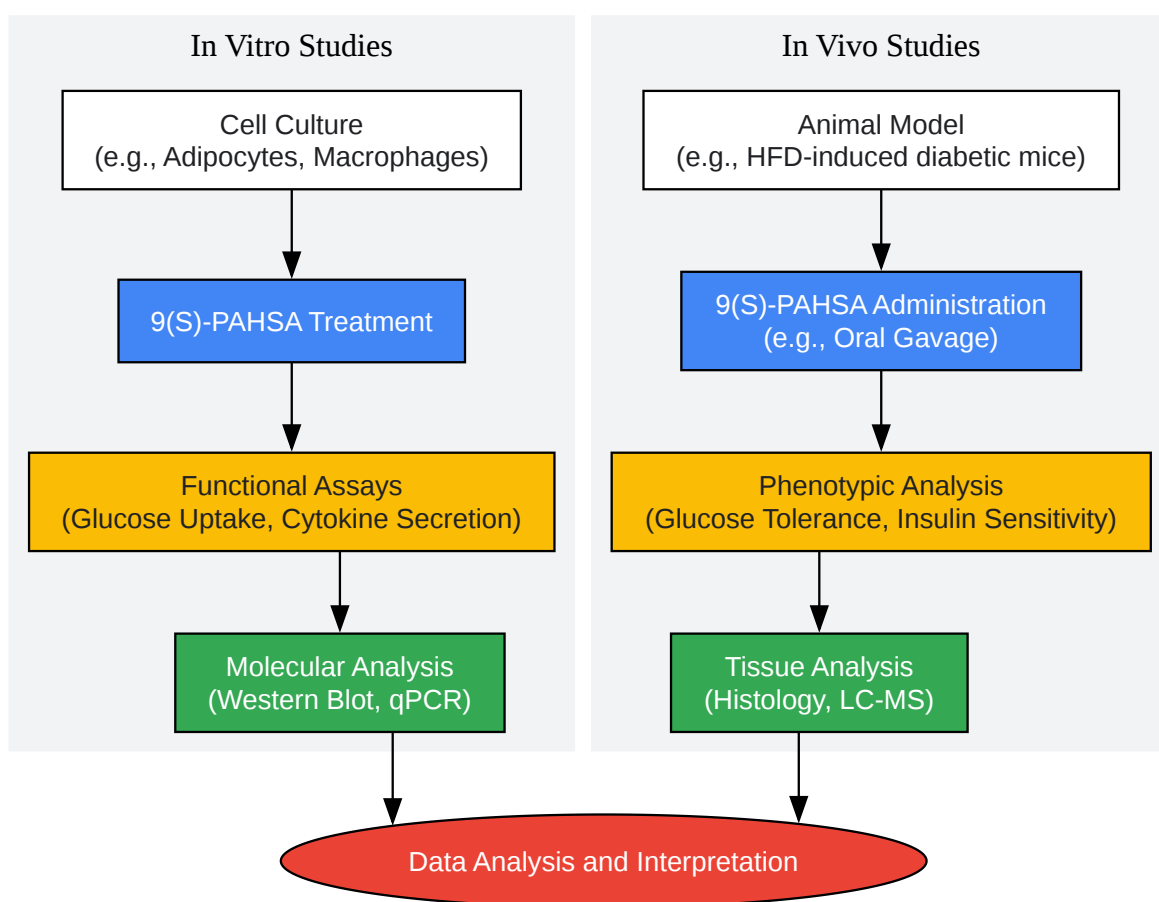 In Vitro Studies
Cell Culture
(e.g., Adipocytes, Macrophages)
9(S)-PAHSA Treatment
Functional Assays
(Glucose Uptake, Cytokine Secretion)
Molecular Analysis
(Western Blot, qPCR)
In Vivo Studies
Animal Model
(e.g., HFD-induced diabetic mice)
9(S)-PAHSA Administration
(e.g., Oral Gavage)
Phenotypic Analysis
(Glucose Tolerance, Insulin Sensitivity)
Tissue Analysis
(Histology, LC-MS)
Data Analysis and Interpretation